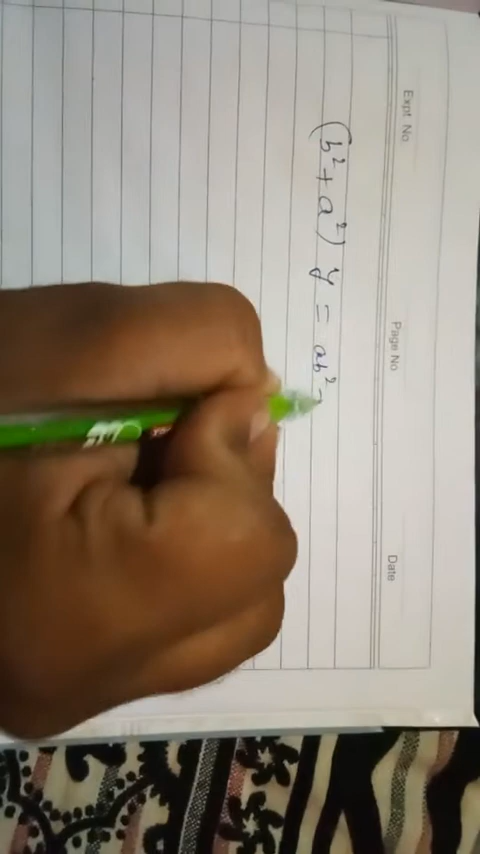 Expt. No. Page No. Date
(b² + a²) y = ab² -